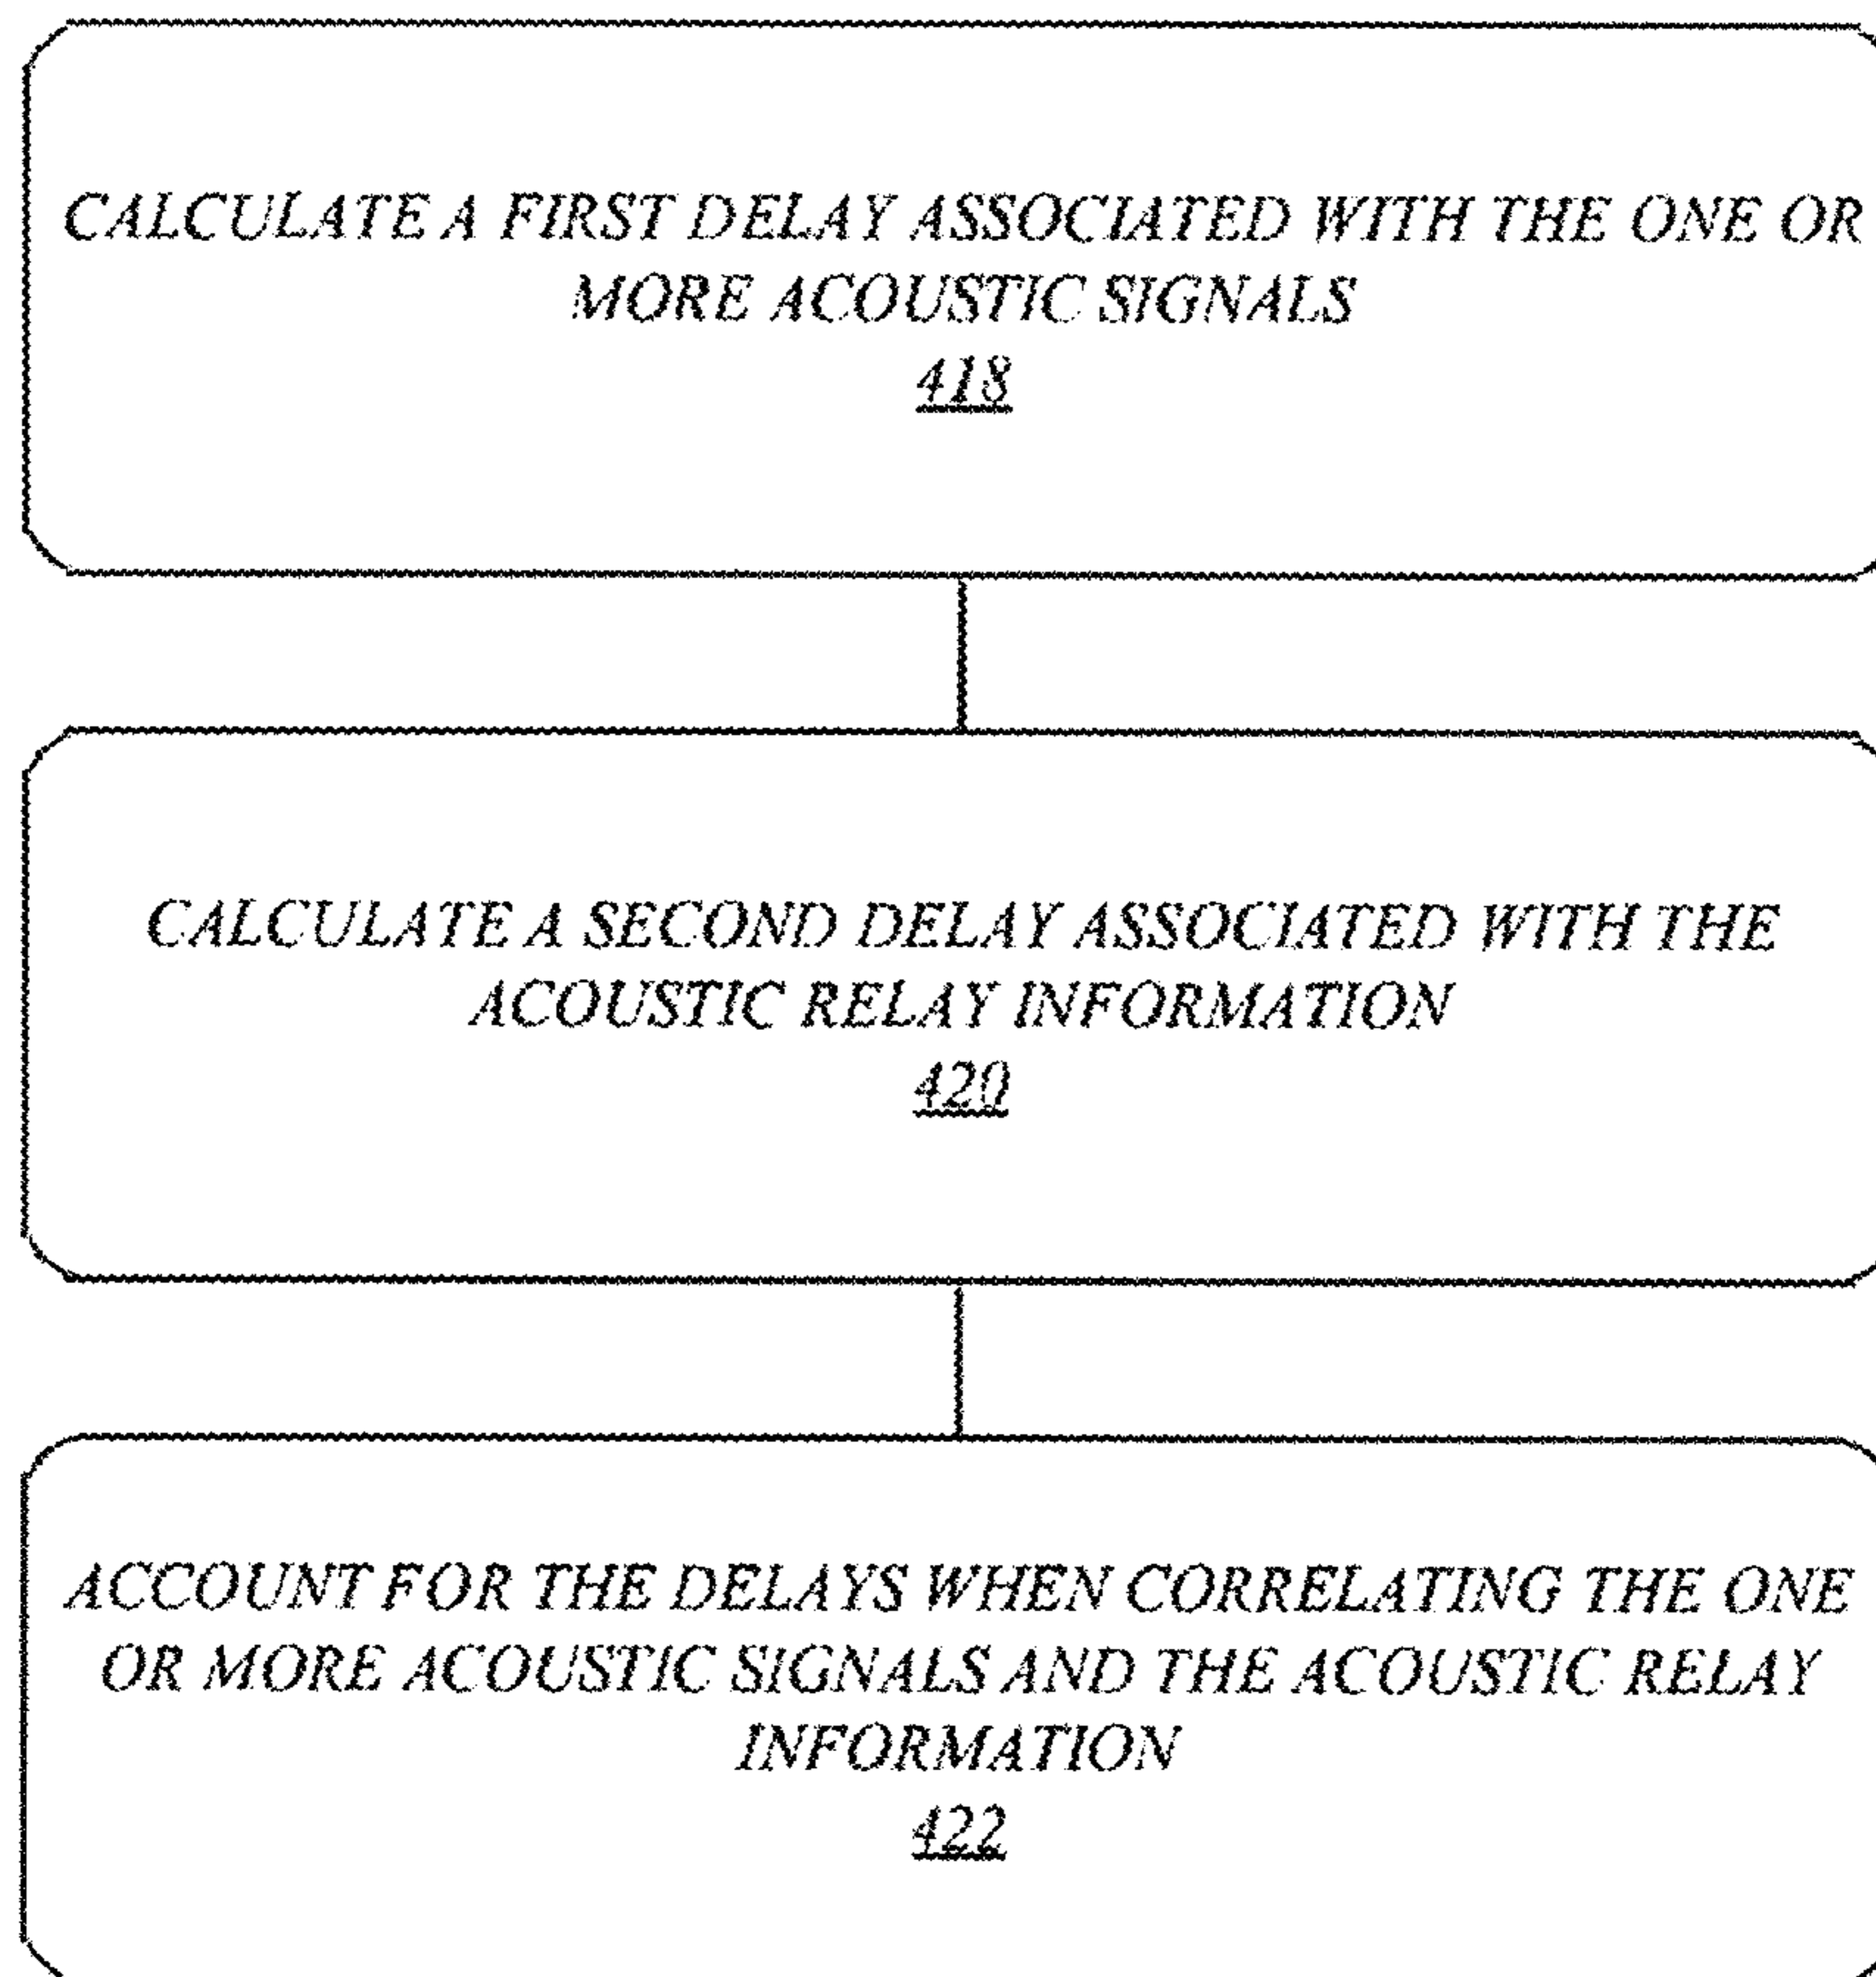 CALCULATE A FIRST DELAY ASSOCIATED WITH THE ONE OR
MORE ACOUSTIC SIGNALS
418
CALCULATE A SECOND DELAY ASSOCIATED WITH THE
ACOUSTIC RELAY INFORMATION
420
ACCOUNT FOR THE DELAYS WHEN CORRELATING THE ONE
OR MORE ACOUSTIC SIGNALS AND THE ACOUSTIC RELAY
INFORMATION
422